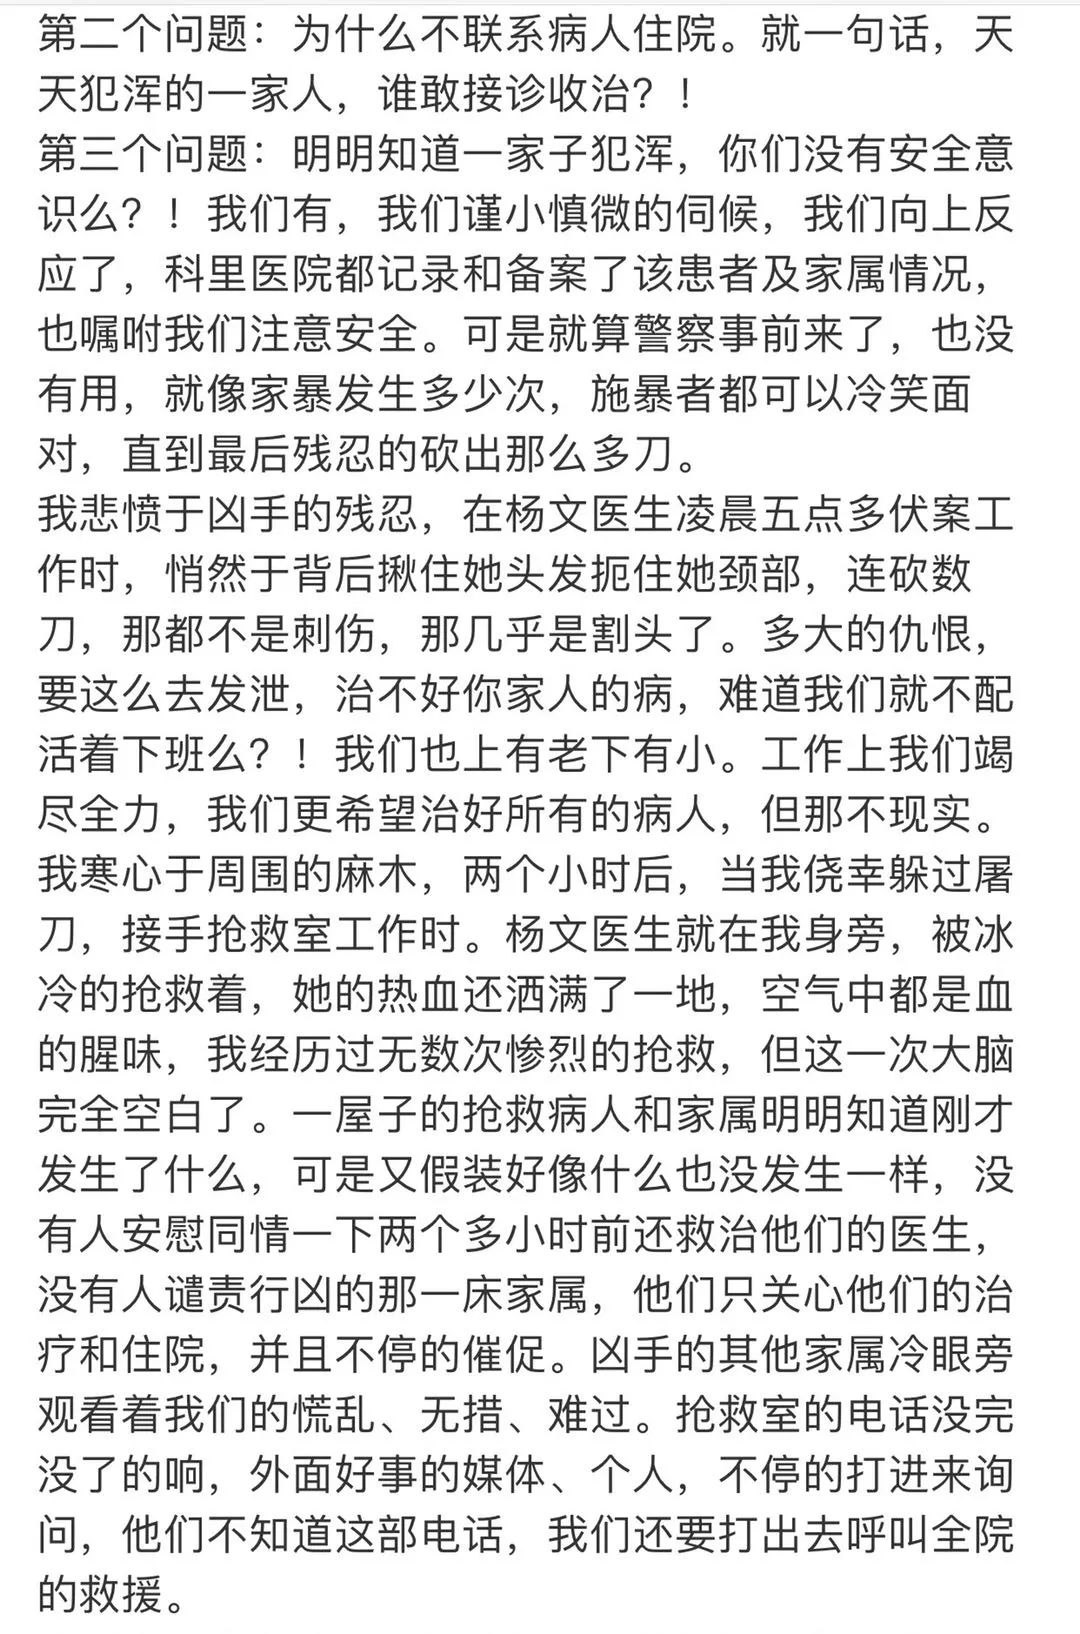 第二个问题：为什么不联系病人住院。就一句话，天
天犯浑的一家人，谁敢接诊收治？！
第三个问题：明明知道一家子犯浑，你们没有安全意
识么？！我们有，我们谨小慎微的伺候，我们向上反
应了，科里医院都记录和备案了该患者及家属情况，
也嘱咐我们注意安全。可是就算警察事前来了，也没
有用，就像家暴发生多少次，施暴者都可以冷笑面
对，直到最后残忍的砍出那么多刀。
我悲愤于凶手的残忍，在杨文医生凌晨五点多伏案工
作时，悄然于背后揪住她头发扼住她颈部，连砍数
刀，那都不是刺伤，那几乎是割头了。多大的仇恨，
要这么去发泄，治不好你家人的病，难道我们就不配
活着下班么？！我们也上有老下有小。工作上我们竭
尽全力，我们更希望治好所有的病人，但那不现实。
我寒心于周围的麻木，两个小时后，当我侥幸躲过屠
刀，接手抢救室工作时。杨文医生就在我身旁，被冰
冷的抢救着，她的热血还洒满了一地，空气中都是血
的腥味，我经历过无数次惨烈的抢救，但这一次大脑
完全空白了。一屋子的抢救病人和家属明明知道刚才
发生了什么，可是又假装好像什么也没发生一样，没
有人安慰同情一下两个多小时前还救治他们的医生，
没有人谴责行凶的那一床家属，他们只关心他们的治
疗和住院，并且不停的催促。凶手的其他家属冷眼旁
观看着我们的慌乱、无措、难过。抢救室的电话没完
没了的响，外面好事的媒体、个人，不停的打进来询
问，他们不知道这部电话，我们还要打出去呼叫全院
的救援。